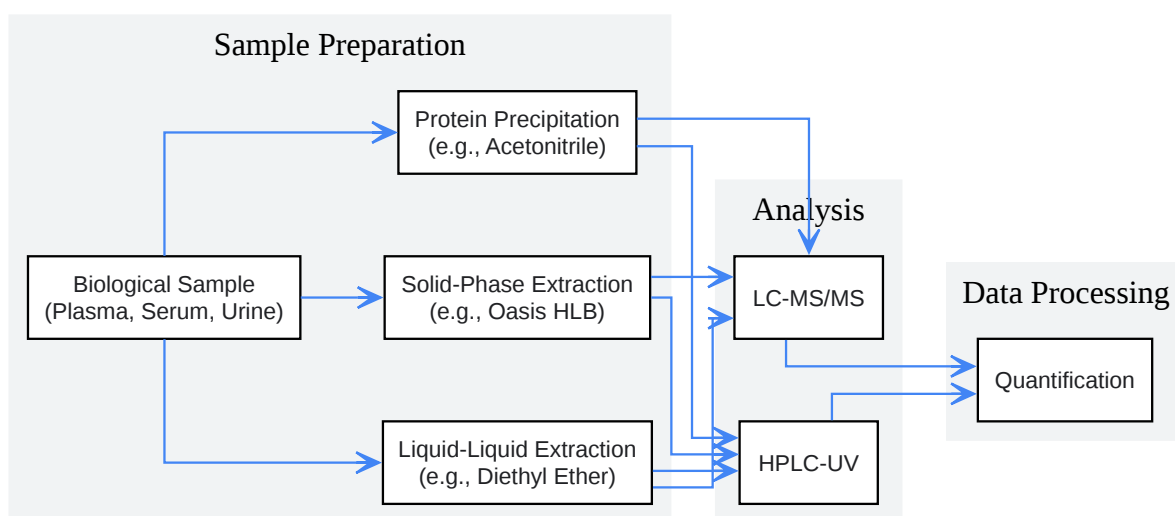 Sample Preparation
Protein Precipitation
(e.g., Acetonitrile)
Biological Sample
(Plasma, Serum, Urine)
Solid-Phase Extraction
(e.g., Oasis HLB)
Liquid-Liquid Extraction
(e.g., Diethyl Ether)
Analysis
LC-MS/MS
HPLC-UV
Data Processing
Quantification